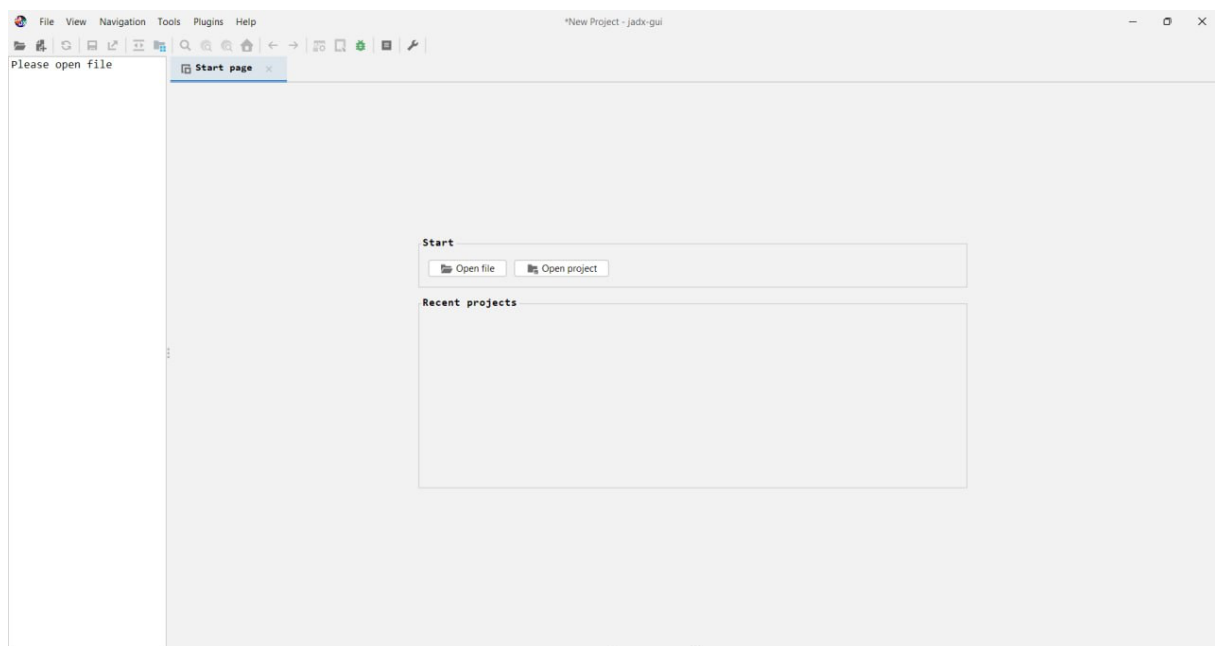 File View Navigation Tools Plugins Help
*New Project - jadx-gui
Please open file
Start page
Start
Open file Open project
Recent projects